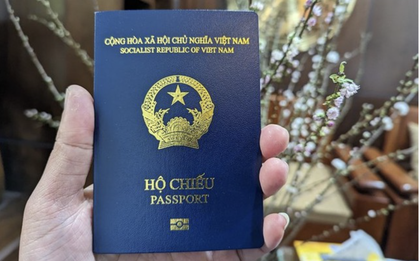 CỘNG HÒA XÃ HỘI CHỦ NGHĨA VIỆT NAM
SOCIALIST REPUBLIC OF VIET NAM
HỘ CHIẾU
PASSPORT